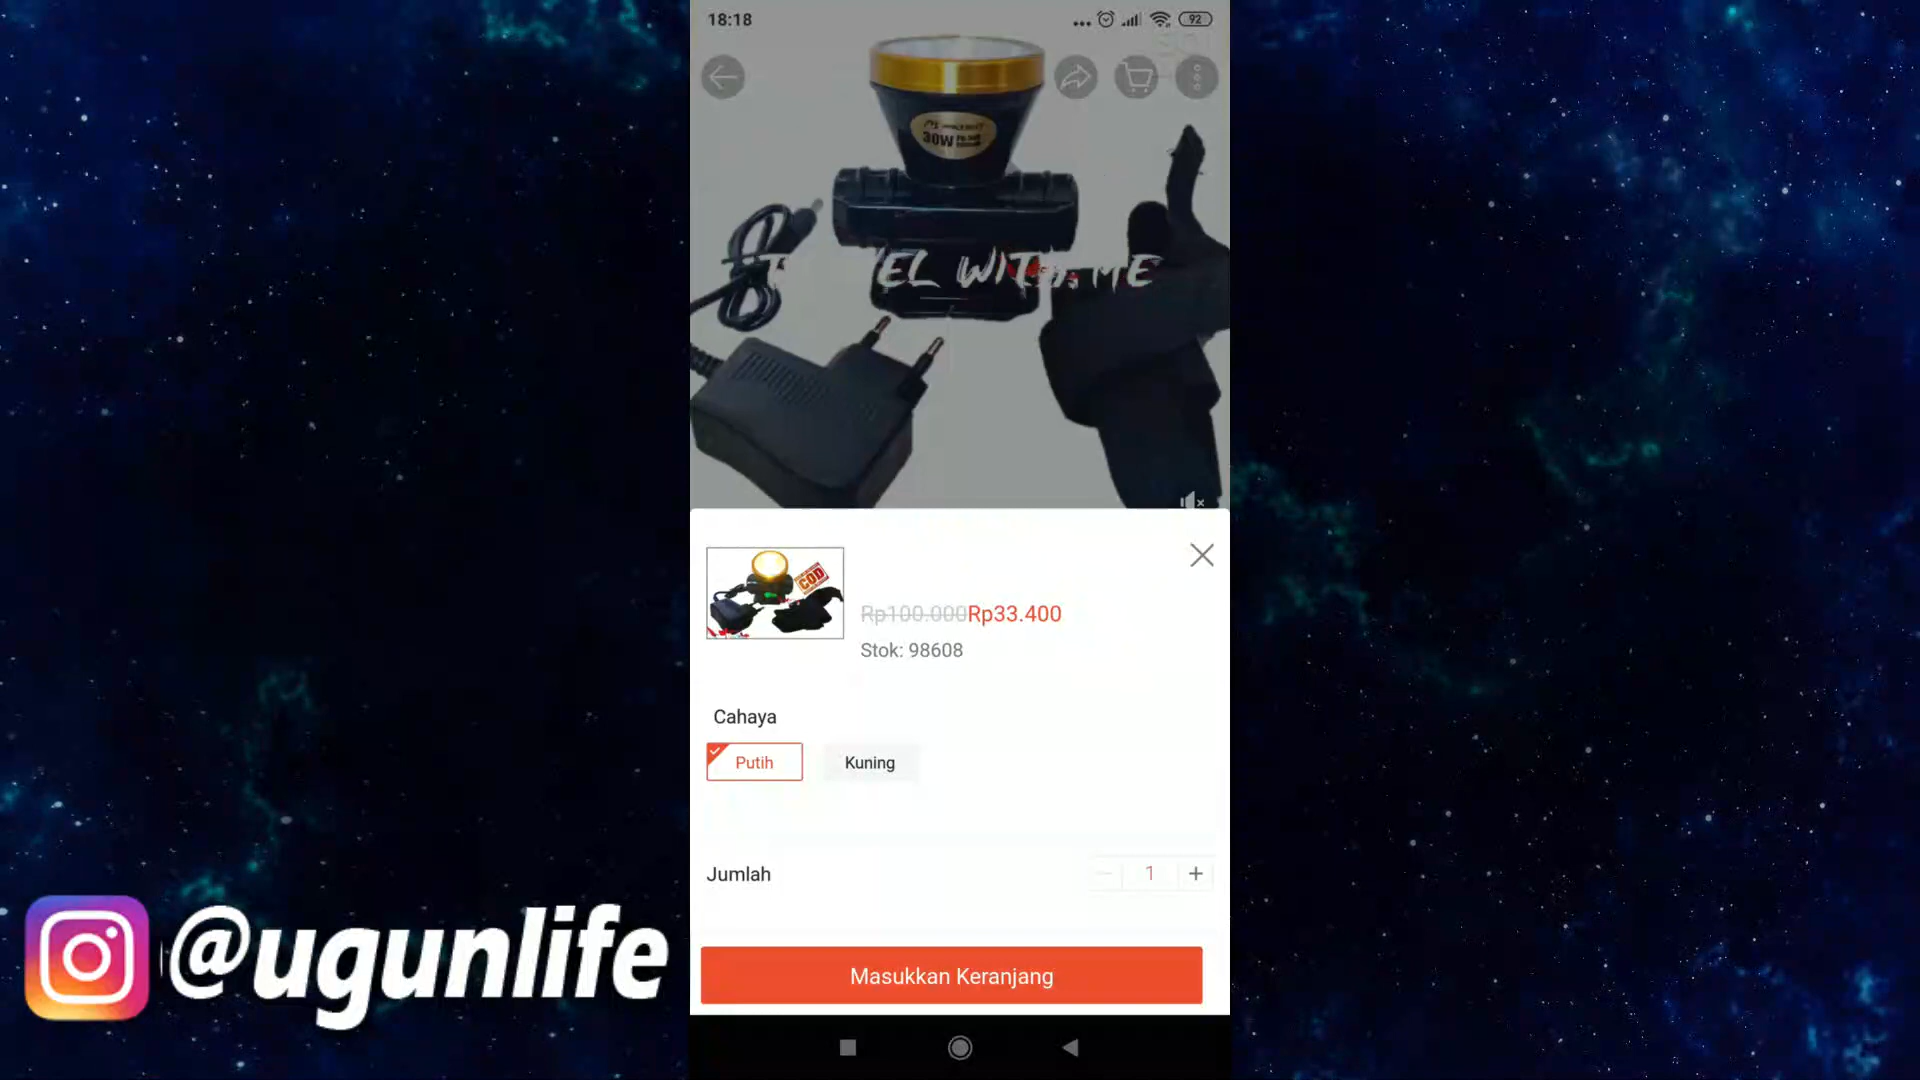 18:18
92
30W
WITH ME
COD
Rp100.000Rp33.400
Stok: 98608
Cahaya
Putih
Kuning
Jumlah
1
Masukkan Keranjang
@ugunlife